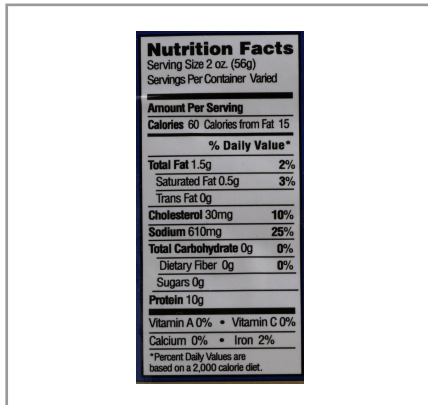 Nutrition Facts
Serving Size 2 oz. (56g)
Servings Per Container Varied
Amount Per Serving
Calories 60 Calories from Fat 15
% Daily Value*
Total Fat 1.5g 2%
Saturated Fat 0.5g 3%
Trans Fat 0g
Cholesterol 30mg 10%
Sodium 610mg 25%
Total Carbohydrate 0g 0%
Dietary Fiber 0g 0%
Sugars 0g
Protein 10g
Vitamin A 0% • Vitamin C 0%
Calcium 0% • Iron 2%
*Percent Daily Values are
based on a 2,000 calorie diet.